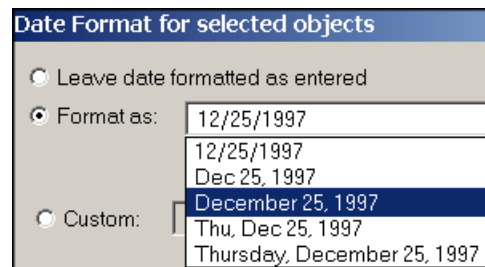 Date Format for selected objects
Leave date formatted as entered
Format as:
12/25/1997
12/25/1997
Dec 25, 1997
December 25, 1997
Custom:
Thu, Dec 25, 1997
Thursday, December 25, 1997